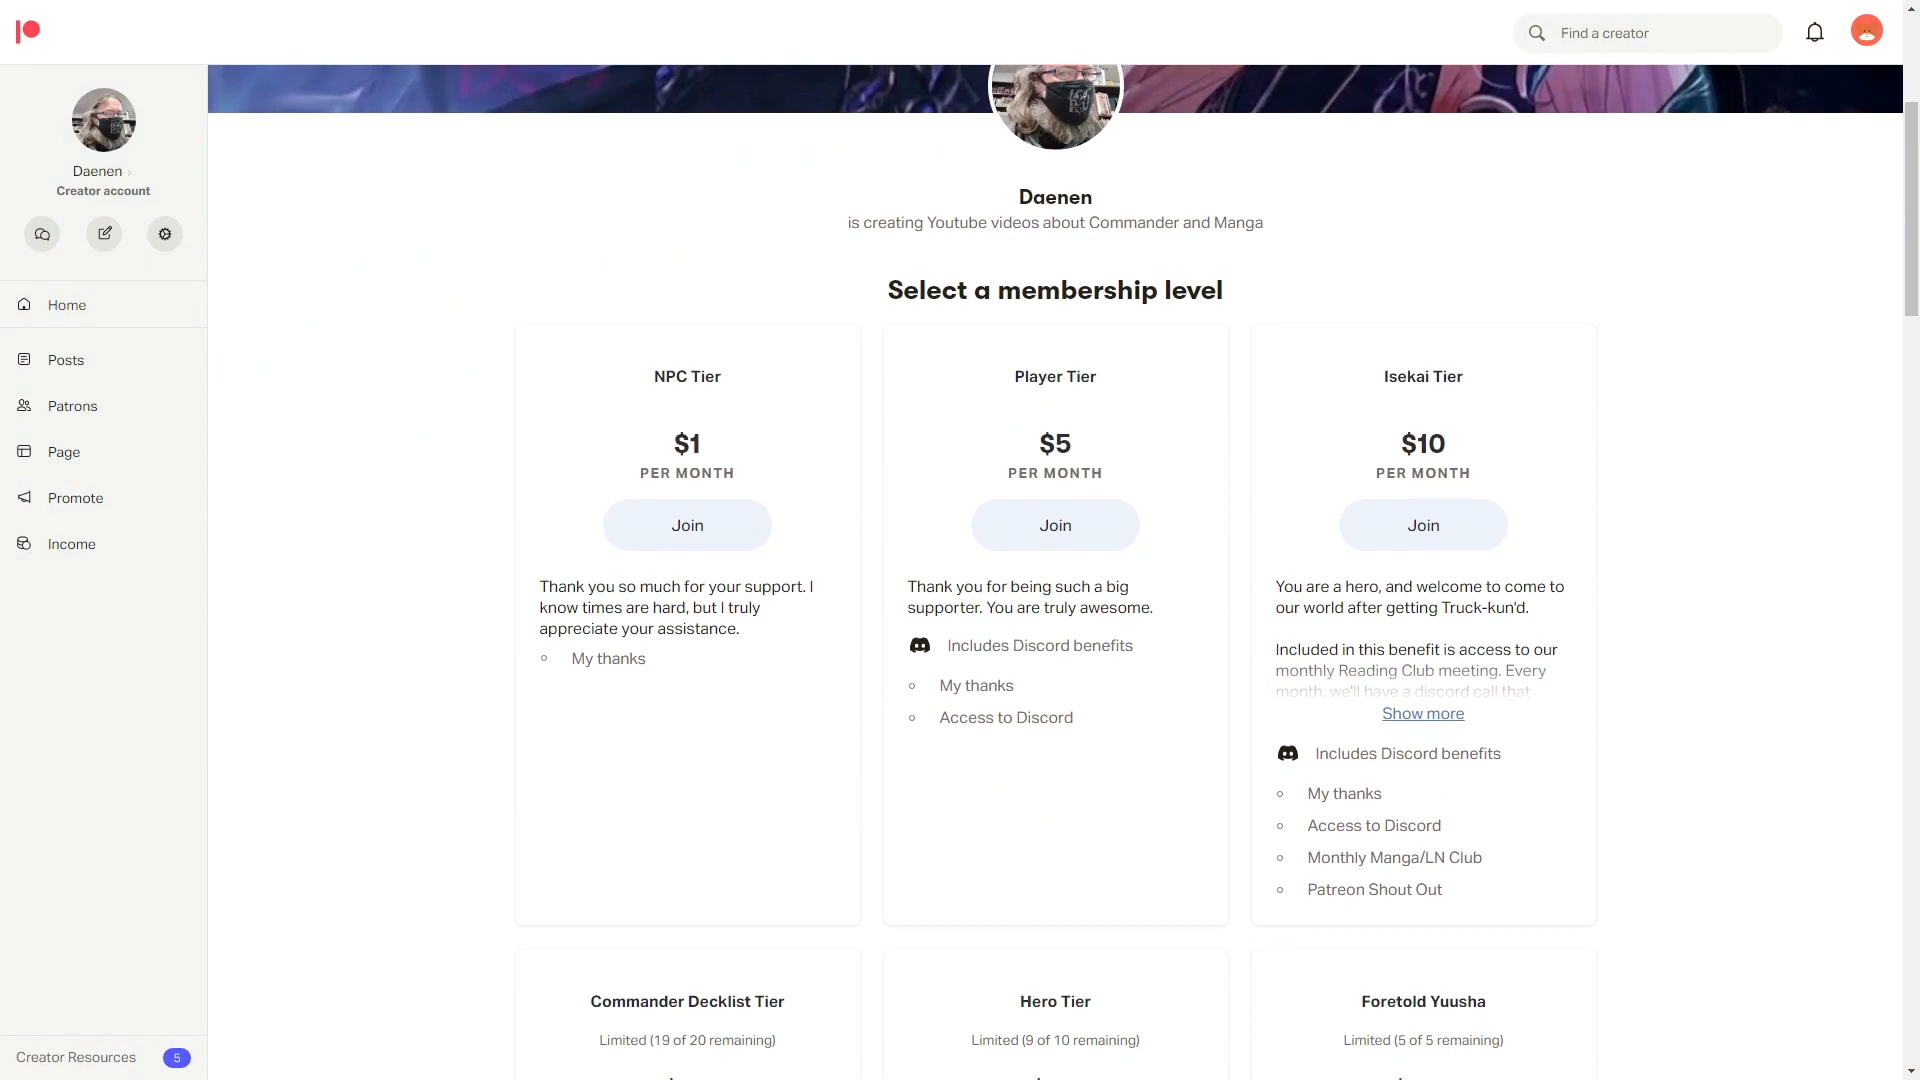 Find a creator
Daenen
Creator account
Home
Posts
Patrons
Page
Promote
Income
Creator Resources
5
Daenen
is creating Youtube videos about Commander and Manga
Select a membership level
NPC Tier
$1
PER MONTH
Join
Thank you so much for your support. I
know times are hard, but I truly
appreciate your assistance.
My thanks
Player Tier
$5
PER MONTH
Join
Thank you for being such a big
supporter. You are truly awesome.
Includes Discord benefits
My thanks
Access to Discord
Isekai Tier
$10
PER MONTH
Join
You are a hero, and welcome to come to
our world after getting Truck-kun'd.
Included in this benefit is access to our
monthly Reading Club meeting. Every
month, we'll have a discord call that
Show more
Includes Discord benefits
My thanks
Access to Discord
Monthly Manga/LN Club
Patreon Shout Out
Commander Decklist Tier
Limited (19 of 20 remaining)
Hero Tier
Limited (9 of 10 remaining)
Foretold Yuusha
Limited (5 of 5 remaining)